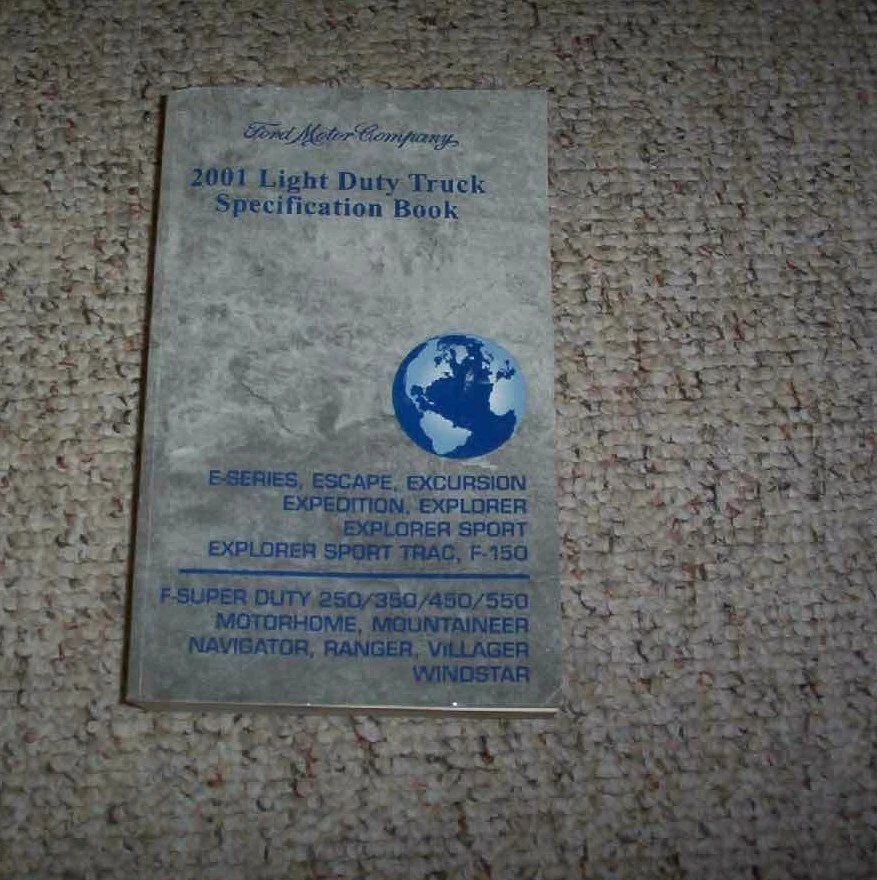 Ford Motor Company
2001 Light Duty Truck
Specification Book
E-SERIES, ESCAPE, EXCURSION
EXPEDITION, EXPLORER
EXPLORER SPORT
EXPLORER SPORT TRAC, F-150
F-SUPER DUTY 250/350/450/550
MOTORHOME, MOUNTAINEER
NAVIGATOR, RANGER, VILLAGER
WINDSTAR